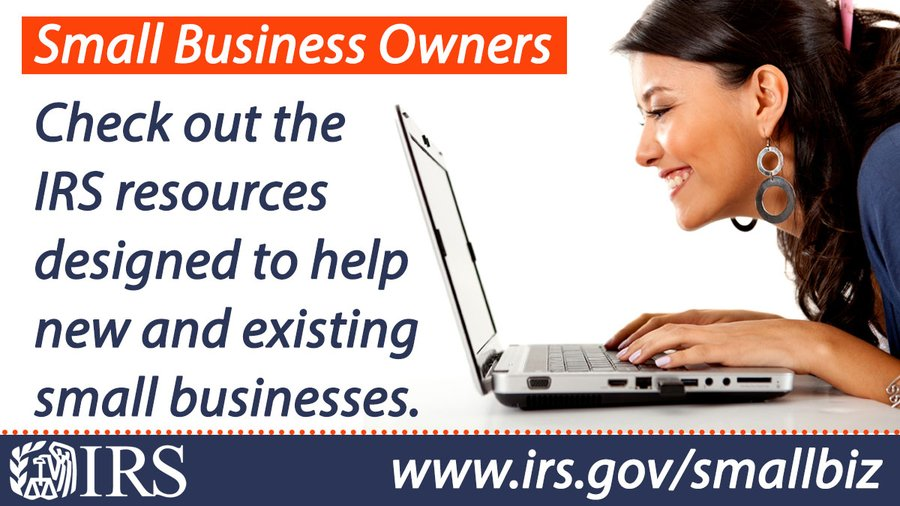 Small Business Owners
Check out the
IRS resources
designed to help
new and existing
small businesses.
IRS
www.irs.gov/smallbiz